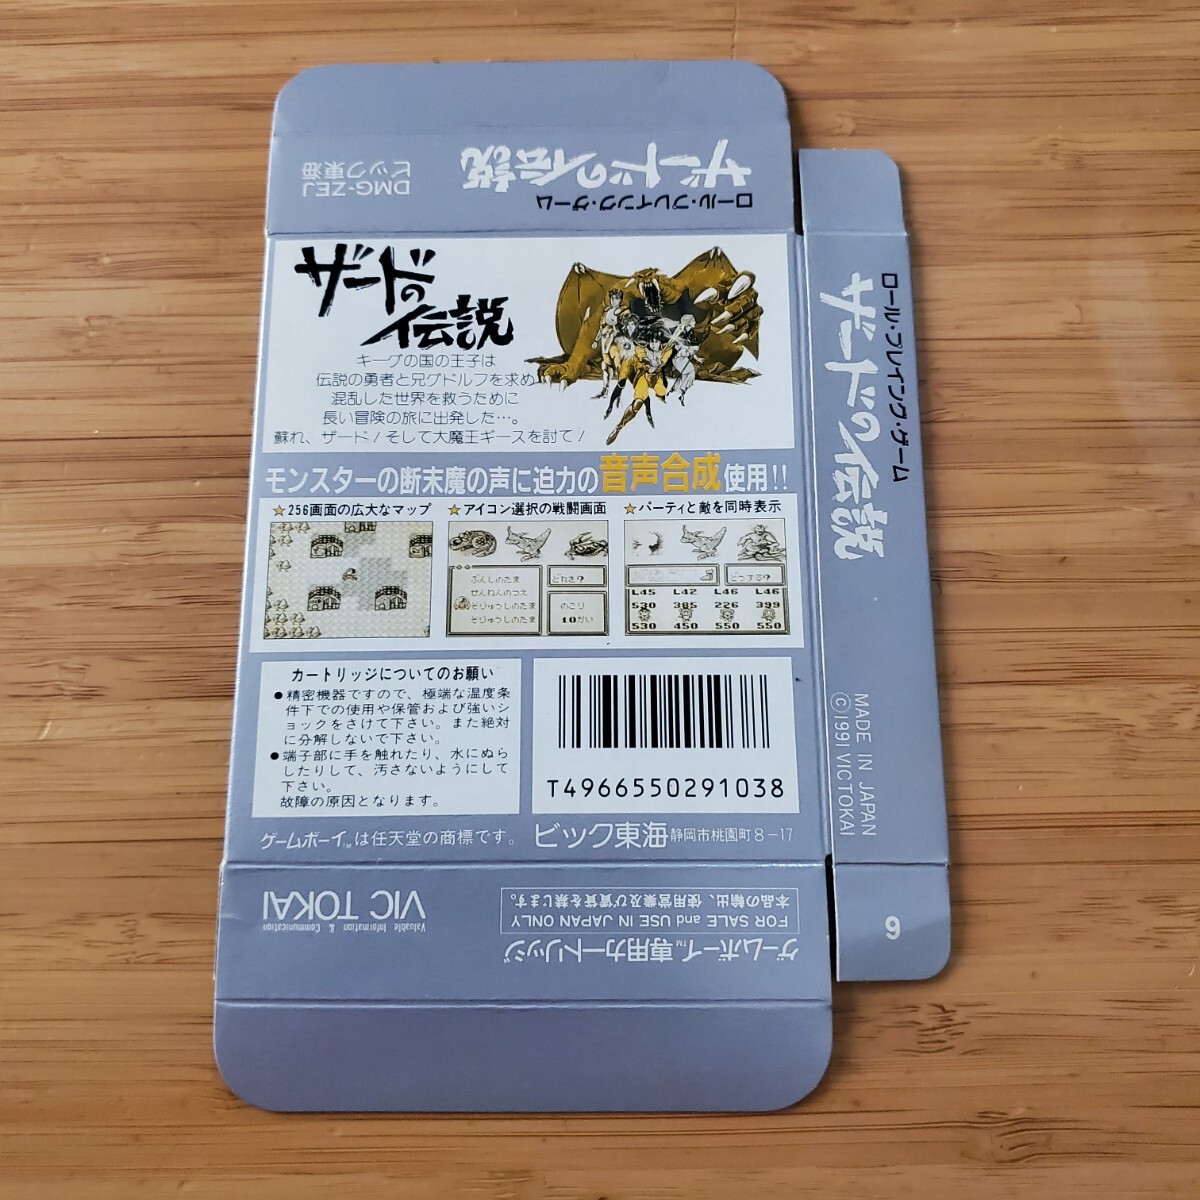 ロール・プレイング・ゲーム
ザードの伝説
DMG-ZEJ
ビック東海
ザードの
伝説
キーグの国の王子は
伝説の勇者と兄グドルフを求め
混乱した世界を救うために
長い冒険の旅に出発した…。
蘇れ、ザード!そして大魔王ギースを討て!
モンスターの断末魔の声に迫力の音声合成使用!!
★256画面の広大なマップ
★アイコン選択の戦闘画面
★パーティと敵を同時表示
ぶんしのたま
せんねんのつえ
そりゅうしのたま
そりゅうしのたま
どれき?
のこり
10かい
どうする?
L45 L42 L46 L46
530 385 226 399
530 450 550 550
カートリッジについてのお願い
●精密機器ですので、極端な温度条
件下での使用や保管および強いシ
ョックをさけて下さい。また絶対
に分解しないで下さい。
●端子部に手を触れたり、水にぬら
したりして、汚さないようにして
下さい。
故障の原因となります。
T4966550291038
ゲームボーイ™は任天堂の商標です。
ビック東海 静岡市桃園町8-17
ゲームボーイ™専用カートリッジ
FOR SALE and USE IN JAPAN ONLY
本品の輸出、使用営業及び賃貸を禁じます。
Valuable Information & Communication
VIC TOKAI
ロール・プレイング・ゲーム
ザードの伝説
MADE IN JAPAN
©1991 VICTOKAI
9